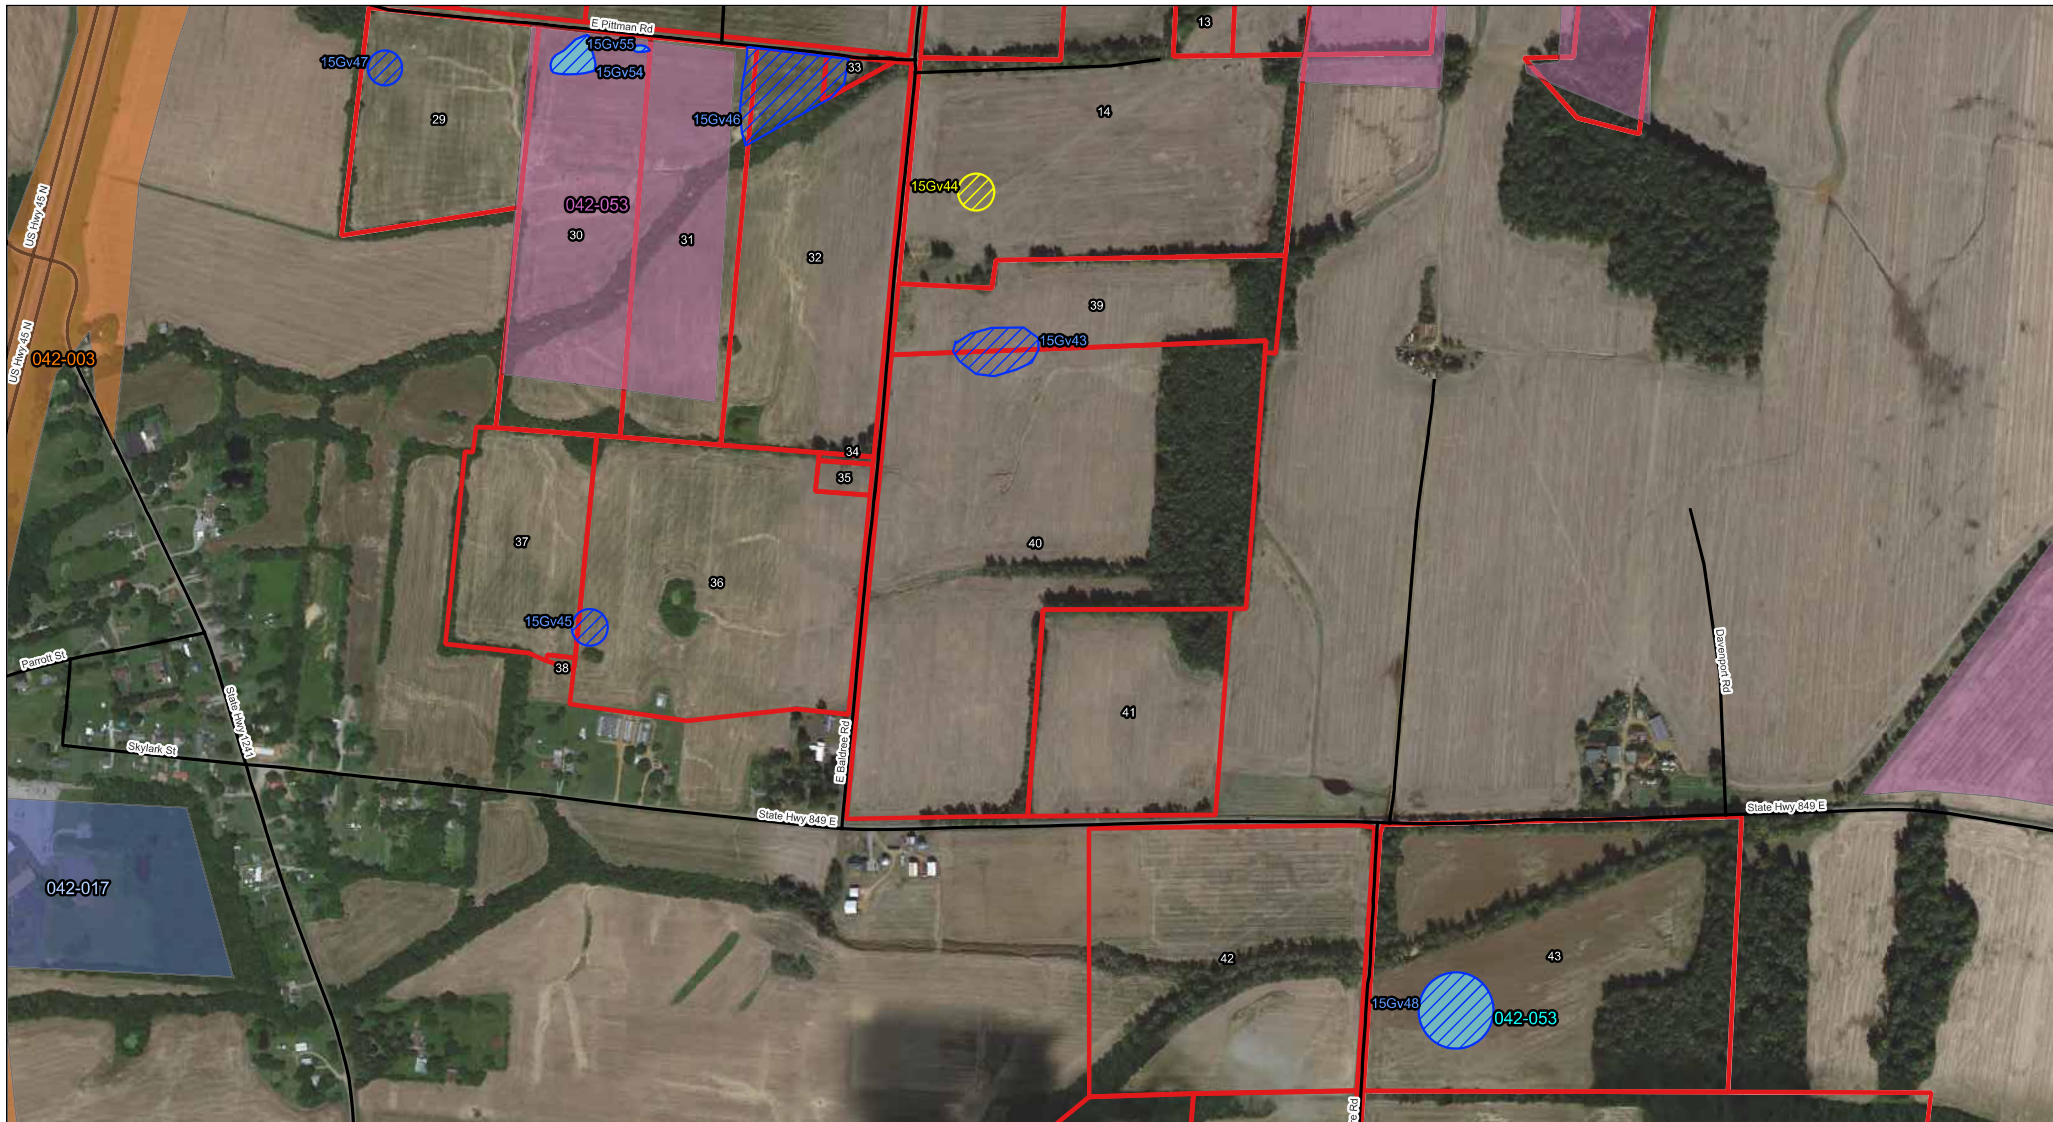 E Pittman Rd
13
15Gv55
15Gv47
15Gv54
33
29
14
15Gv46
15Gv44
042-053
30
31
32
39
15Gv43
US Hwy 45 N
US Hwy 45 N
042-003
34
35
37
40
36
15Gv45
38
Parrott St
Davenport Rd
State Hwy 1241
41
Skylark St
E Baldree Rd
State Hwy 849 E
State Hwy 849 E
042-017
42
43
15Gv48
042-053
re Rd